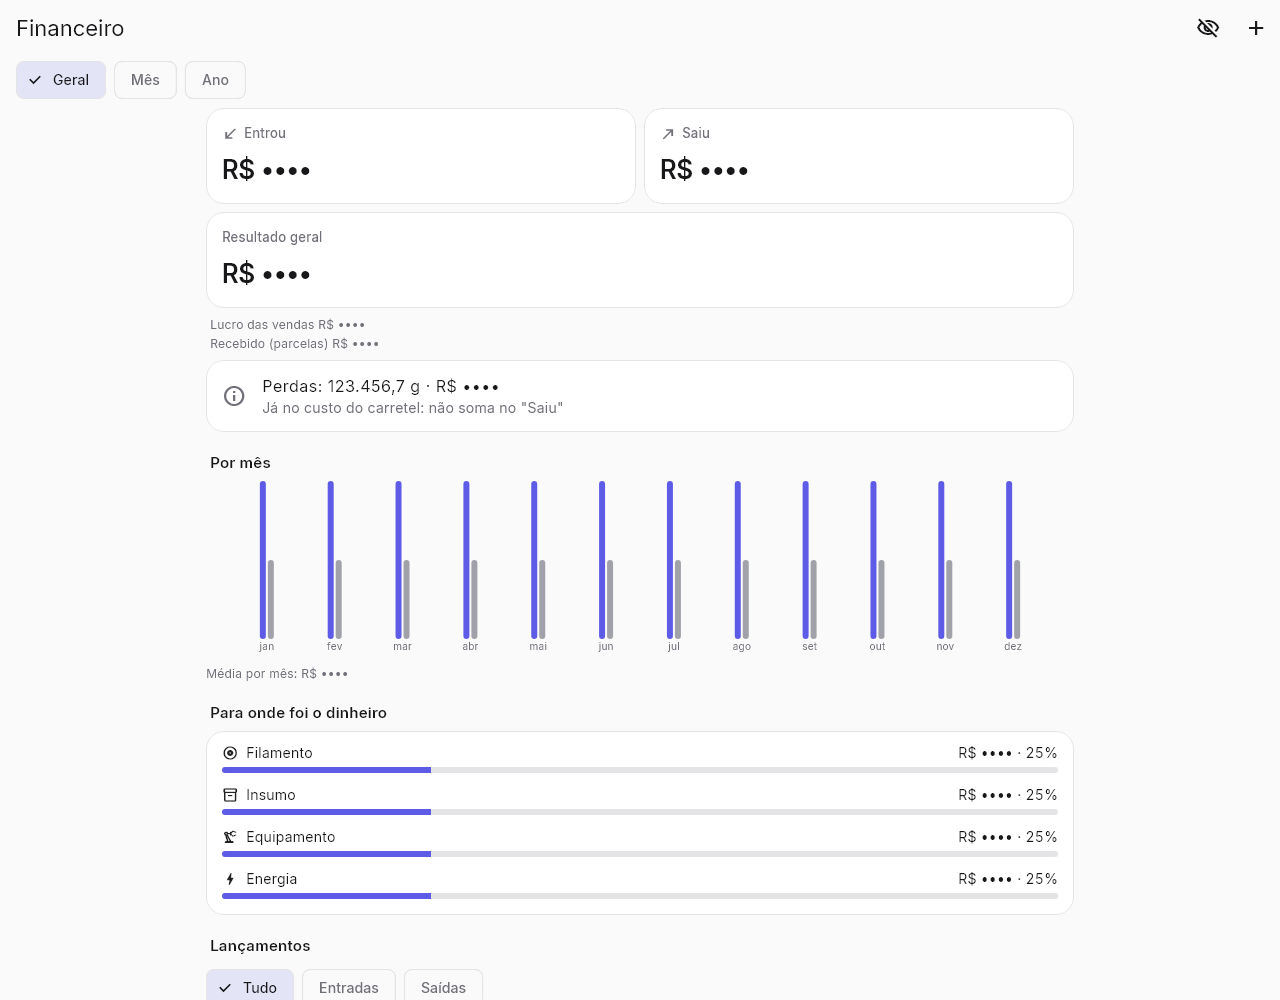 Financeiro
Geral
Mês
Ano
Entrou
R$ ••••
Saiu
R$ ••••
Resultado geral
R$ ••••
Lucro das vendas R$ ••••
Recebido (parcelas) R$ ••••
Perdas: 123.456,7 g · R$ ••••
Já no custo do carretel: não soma no "Saiu"
Por mês
jan fev mar abr mai jun jul ago set out nov dez
Média por mês: R$ ••••
Para onde foi o dinheiro
Filamento R$ •••• · 25%
Insumo R$ •••• · 25%
Equipamento R$ •••• · 25%
Energia R$ •••• · 25%
Lançamentos
Tudo
Entradas
Saídas